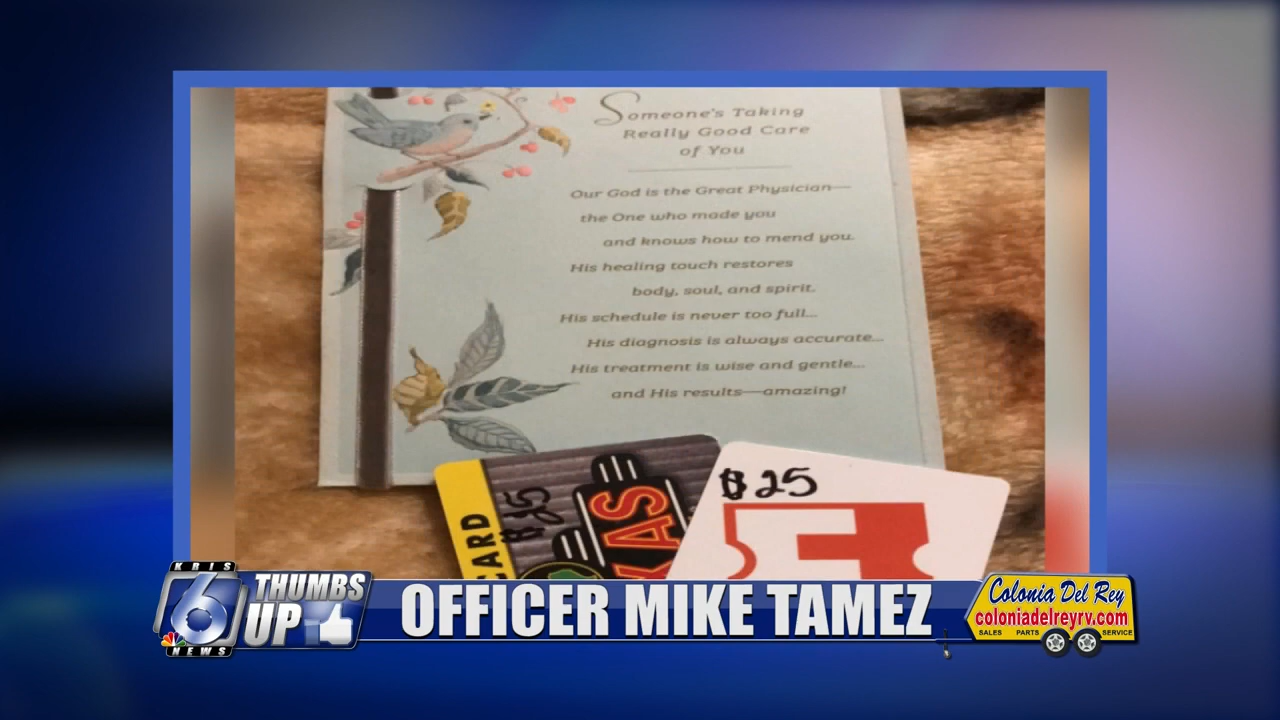 Someone's Taking
Really Good Care
of You
Our God is the Great Physician—
the One who made you
and knows how to mend you.
His healing touch restores
body, soul, and spirit.
His schedule is never too full...
His diagnosis is always accurate...
His treatment is wise and gentle...
and His results—amazing!
CARD
$25
XAS
$25
KRIS
6
NEWS
THUMBS
UP
OFFICER MIKE TAMEZ
Colonia Del Rey
coloniadelreyrv.com
SALES PARTS SERVICE